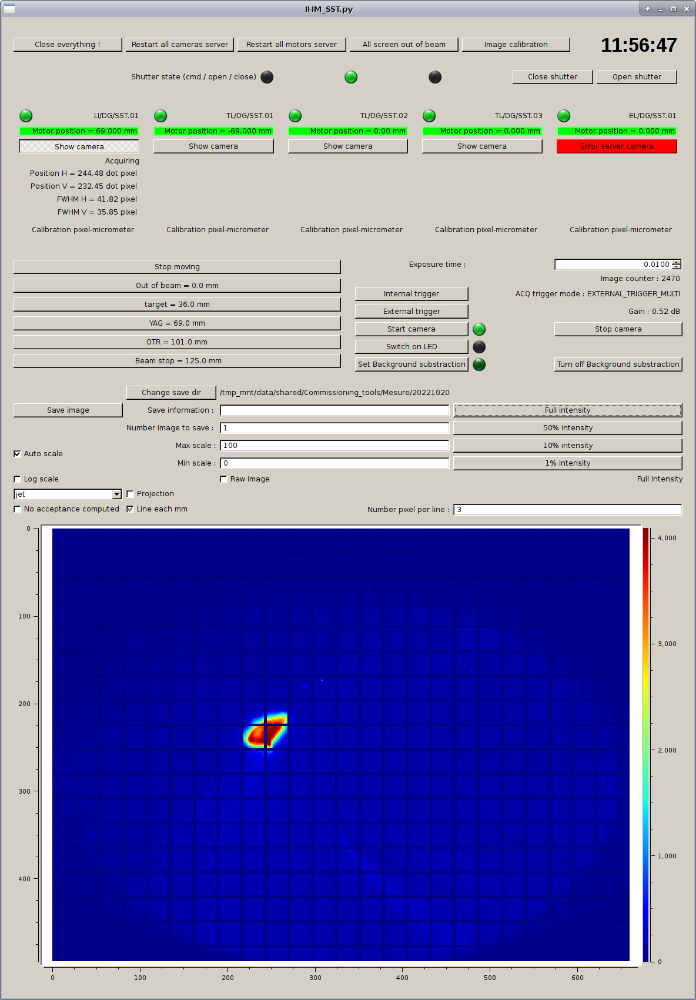 IHM_SST.py
Close everything !
Restart all cameras server
Restart all motors server
All screen out of beam
Image calibration
11:56:47
Shutter state (cmd / open / close)
Close shutter
Open shutter
LI/DG/SST.01
TL/DG/SST.01
TL/DG/SST.02
TL/DG/SST.03
EL/DG/SST.01
Motor position = 69.000 mm
Motor position = -69.000 mm
Motor position = 0.00 mm
Motor position = 0.000 mm
Motor position = 0.000 mm
Show camera
Show camera
Show camera
Show camera
Error server camera
Acquiring
Position H = 244.48 dot pixel
Position V = 232.45 dot pixel
FWHM H = 41.82 pixel
FWHM V = 35.85 pixel
Calibration pixel-micrometer
Calibration pixel-micrometer
Calibration pixel-micrometer
Calibration pixel-micrometer
Calibration pixel-micrometer
Stop moving
Out of beam = 0.0 mm
target = 36.0 mm
YAG = 69.0 mm
OTR = 101.0 mm
Beam stop = 125.0 mm
Exposure time :
0.0100
Image counter : 2470
Internal trigger
ACQ trigger mode : EXTERNAL_TRIGGER_MULTI
External trigger
Gain : 0.52 dB
Start camera
Stop camera
Switch on LED
Set Background substraction
Turn off Background substraction
Change save dir
/tmp_mnt/data/shared/Commissioning_tools/Mesure/20221020
Save image
Save information :
Full intensity
Number image to save :
1
50% intensity
Max scale :
100
10% intensity
Auto scale
Min scale :
0
1% intensity
Log scale
Raw image
Full intensity
jet
Projection
No acceptance computed
Line each mm
Number pixel per line :
3
0
100
200
300
400
4,000
3,000
2,000
1,000
0
0
100
200
300
400
500
600